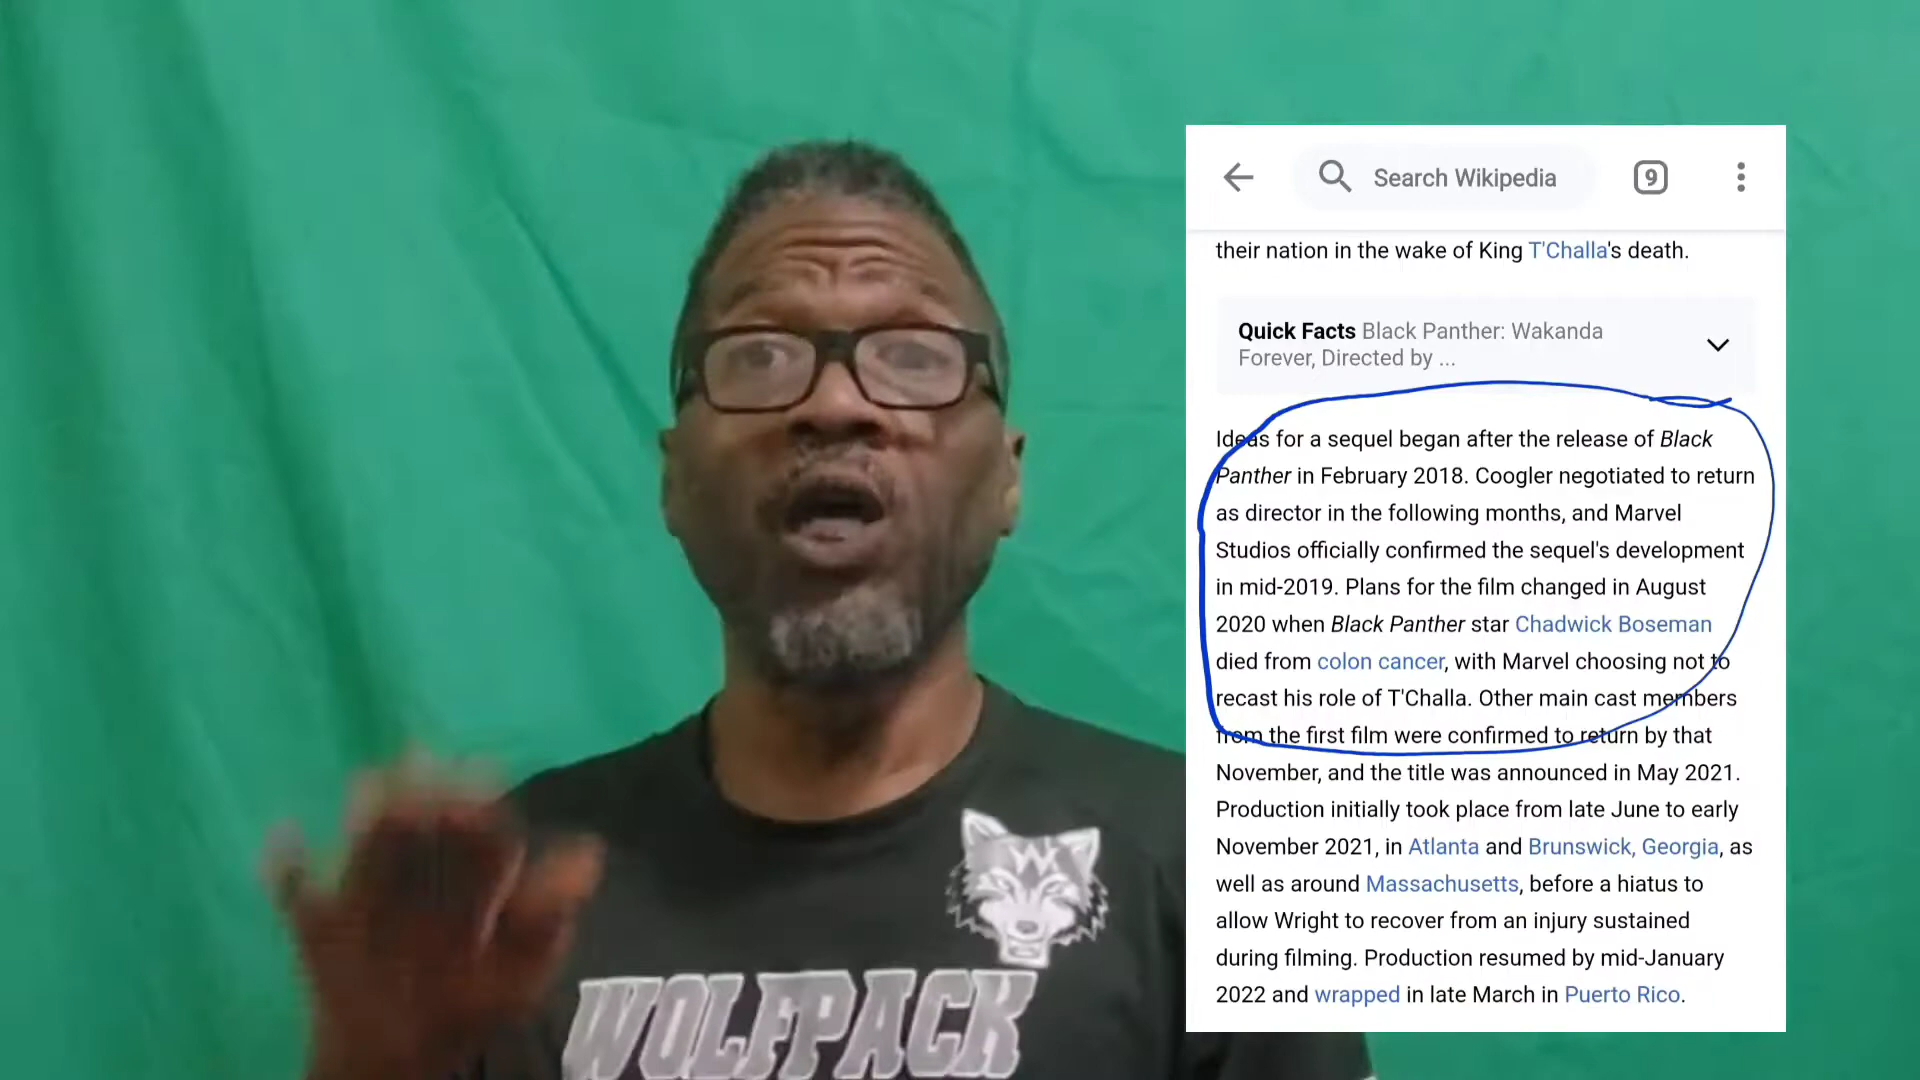 Search Wikipedia
9
their nation in the wake of King T'Challa's death.
Quick Facts Black Panther: Wakanda
Forever, Directed by ...
Ideas for a sequel began after the release of Black
Panther in February 2018. Coogler negotiated to return
as director in the following months, and Marvel
Studios officially confirmed the sequel's development
in mid-2019. Plans for the film changed in August
2020 when Black Panther star Chadwick Boseman
died from colon cancer, with Marvel choosing not to
recast his role of T'Challa. Other main cast members
from the first film were confirmed to return by that
November, and the title was announced in May 2021.
Production initially took place from late June to early
November 2021, in Atlanta and Brunswick, Georgia, as
well as around Massachusetts, before a hiatus to
allow Wright to recover from an injury sustained
during filming. Production resumed by mid-January
2022 and wrapped in late March in Puerto Rico.
W
WOLFPACK